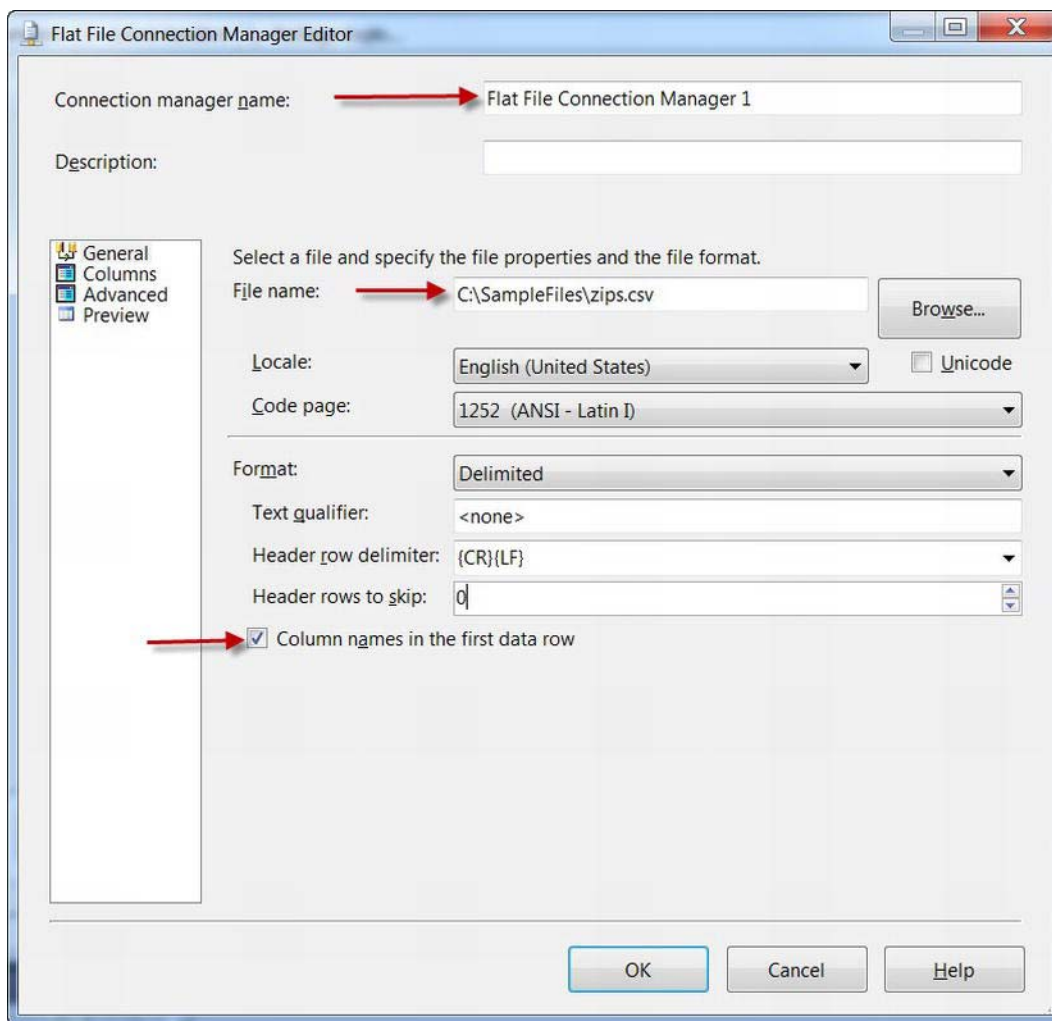 Flat File Connection Manager Editor
Connection manager name:
Flat File Connection Manager 1
Description:
General
Columns
Advanced
Preview
Select a file and specify the file properties and the file format.
File name:
C:\SampleFiles\zips.csv
Browse...
Locale:
English (United States)
Unicode
Code page:
1252 (ANSI - Latin I)
Format:
Delimited
Text qualifier:
<none>
Header row delimiter:
{CR}{LF}
Header rows to skip:
0
Column names in the first data row
OK
Cancel
Help